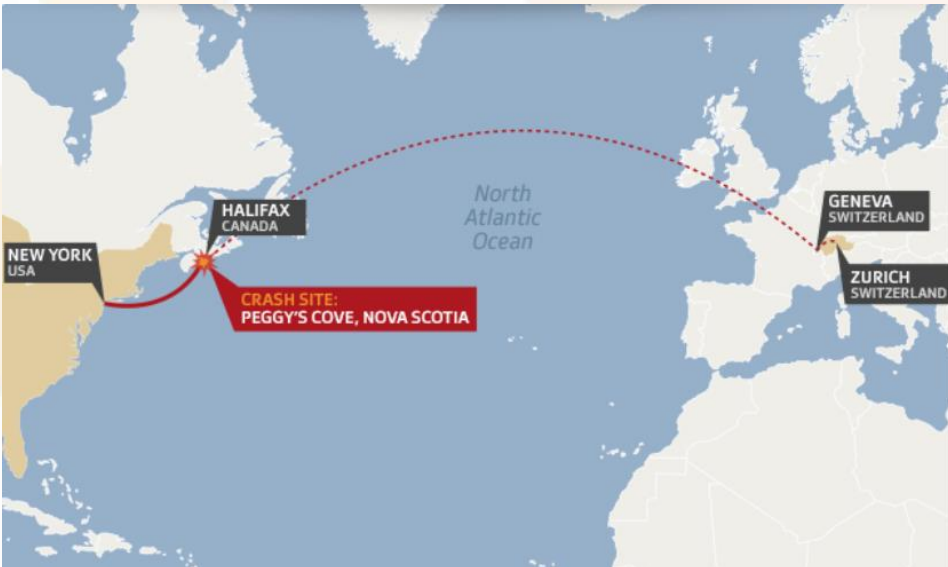 North
Atlantic
Ocean
HALIFAX
CANADA
NEW YORK
USA
CRASH SITE:
PEGGY'S COVE, NOVA SCOTIA
GENEVA
SWITZERLAND
ZURICH
SWITZERLAND